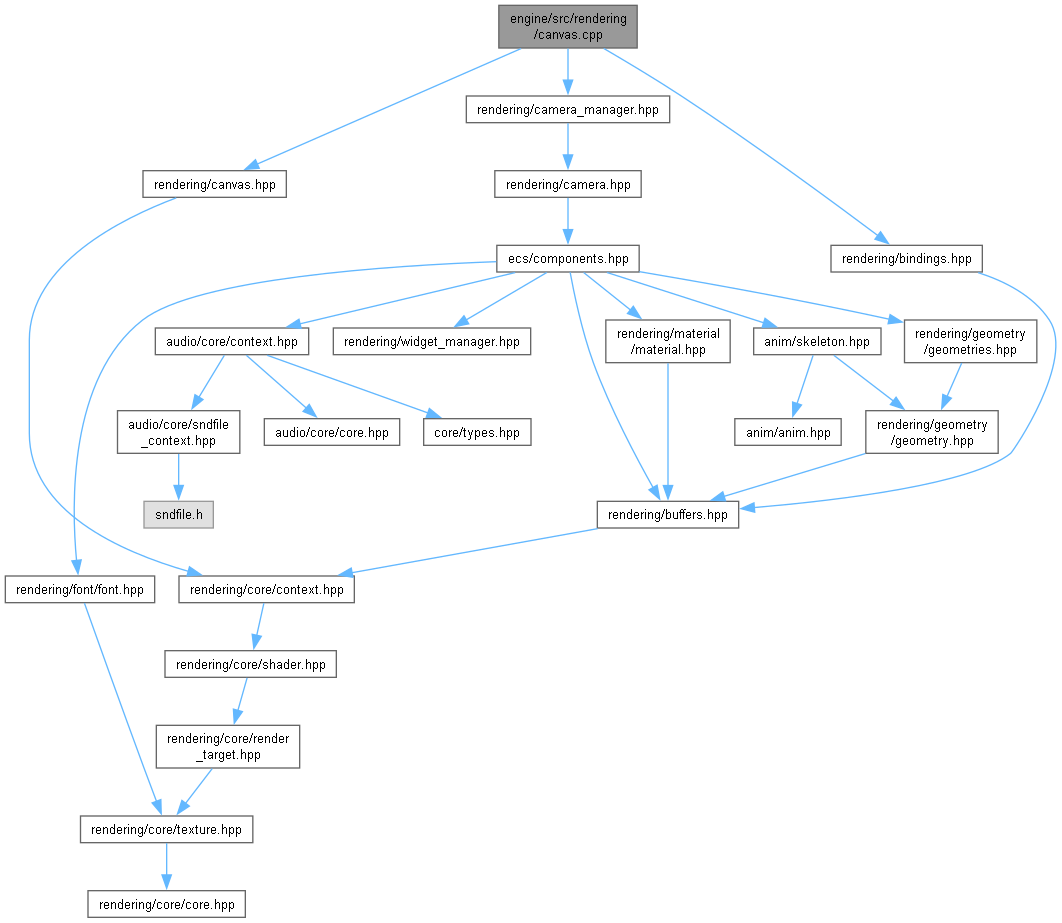 engine/src/rendering
/canvas.cpp
rendering/camera_manager.hpp
rendering/canvas.hpp
rendering/camera.hpp
ecs/components.hpp
rendering/bindings.hpp
audio/core/context.hpp
rendering/widget_manager.hpp
rendering/material
/material.hpp
anim/skeleton.hpp
rendering/geometry
/geometries.hpp
audio/core/sndfile
_context.hpp
audio/core/core.hpp
core/types.hpp
anim/anim.hpp
rendering/geometry
/geometry.hpp
sndfile.h
rendering/buffers.hpp
rendering/font/font.hpp
rendering/core/context.hpp
rendering/core/shader.hpp
rendering/core/render
_target.hpp
rendering/core/texture.hpp
rendering/core/core.hpp